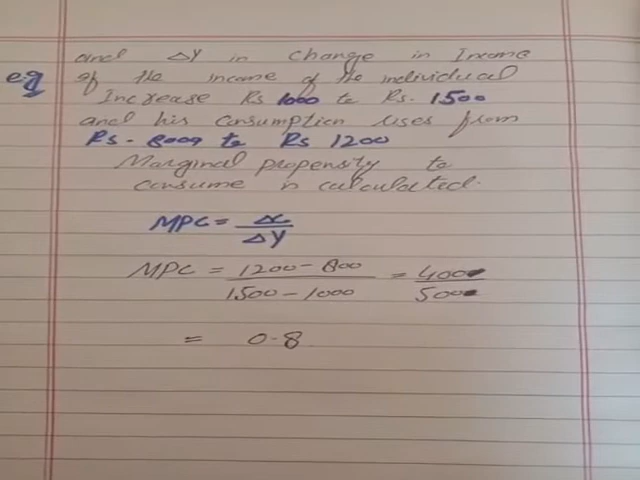 and ΔY in change in Income
e.g of the income of the individual
Increase Rs 1000 to Rs. 1500
and his consumption rises from
Rs - 800 to Rs 1200
Marginal propensity to
consume is calculated.
MPC = ΔC / ΔY
MPC = 1200 - 800 / 1500 - 1000 = 400 / 500
= 0.8